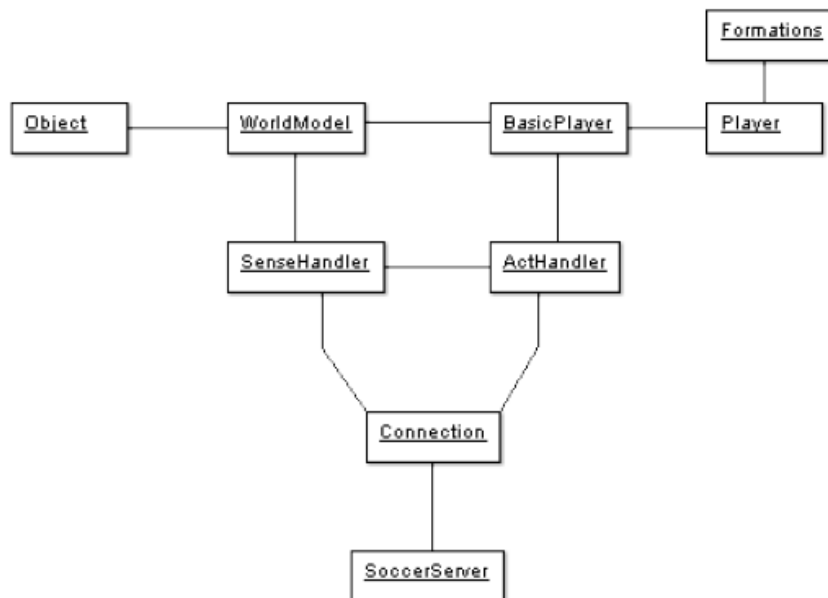 Formations
Object
WorldModel
BasicPlayer
Player
SenseHandler
ActHandler
Connection
SoccerServer